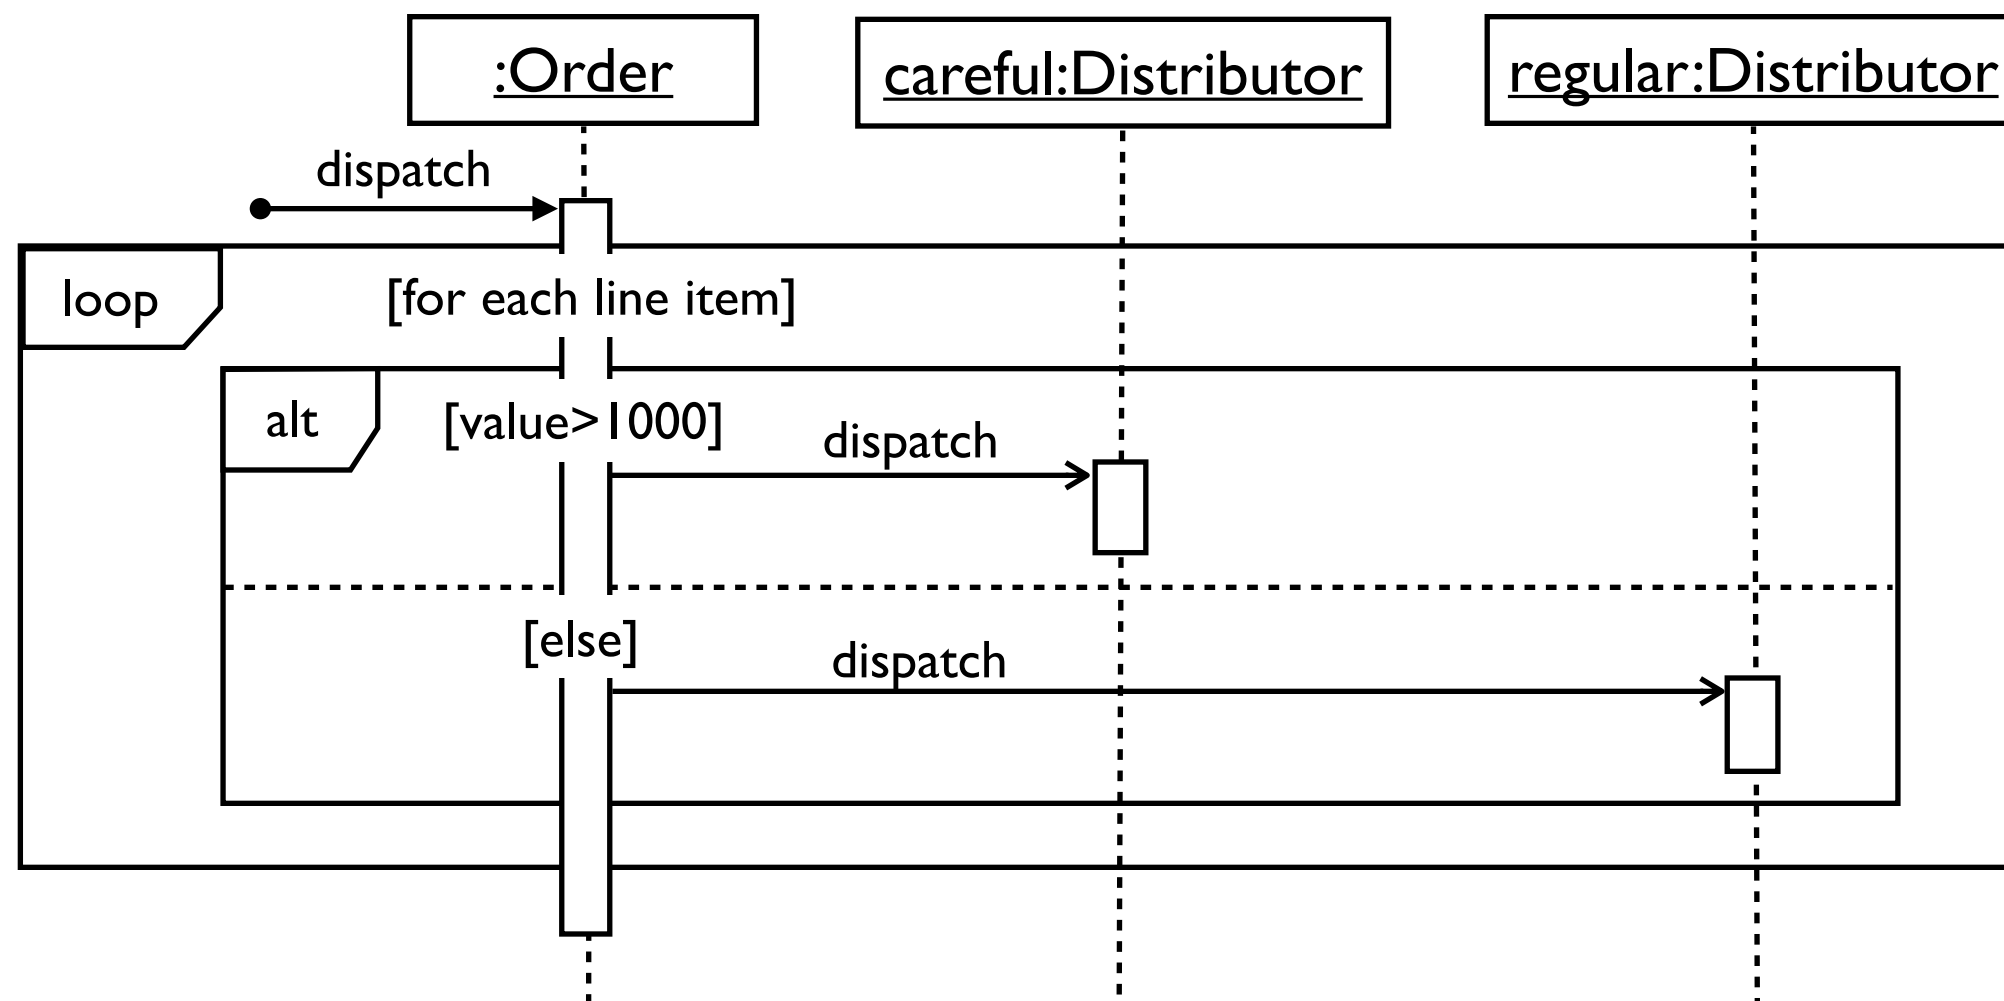 :Order
careful:Distributor
regular:Distributor
dispatch
loop
[for each line item]
alt
[value>1000]
dispatch
[else]
dispatch